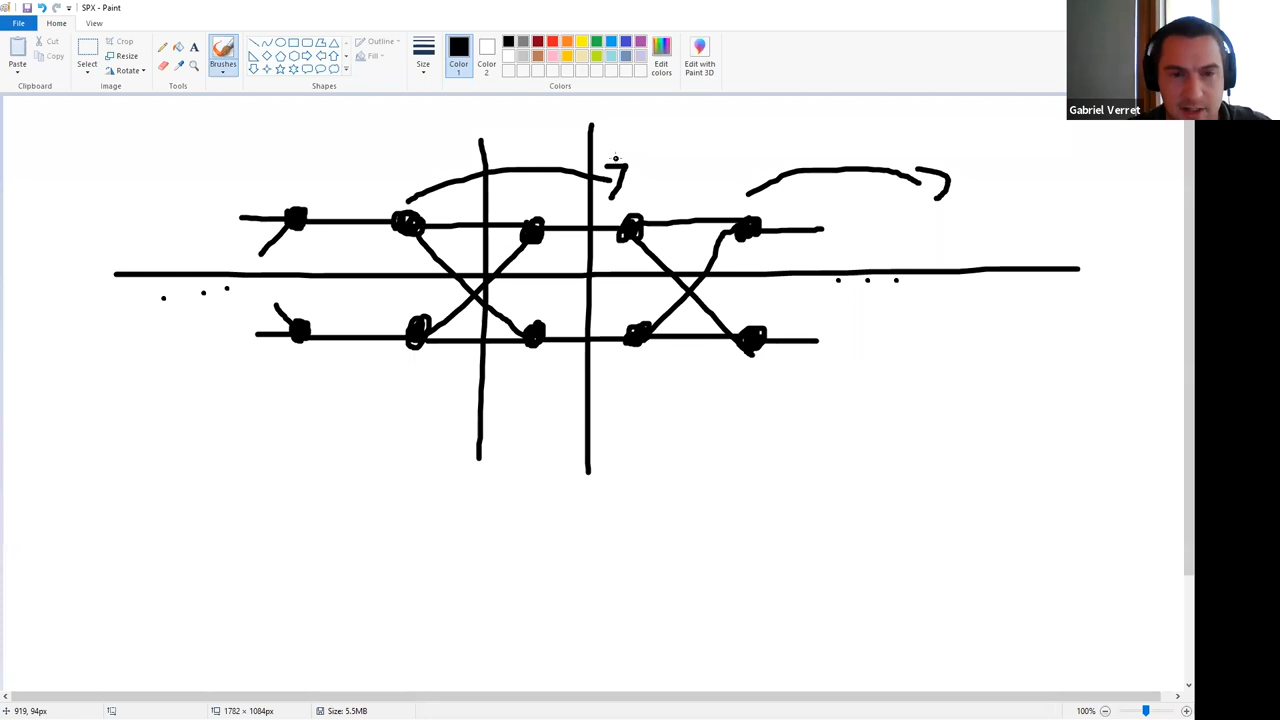 SPX - Paint
File Home View
Paste
Cut
Copy
Clipboard
Select
Crop
Resize
Rotate
Image
A
Tools
Brushes
Outline
Fill
Shapes
Size
Color 1
Color 2
Edit colors
Colors
Edit with Paint 3D
Gabriel Verret
919, 94px
1782 × 1084px
Size: 5.5MB
100%